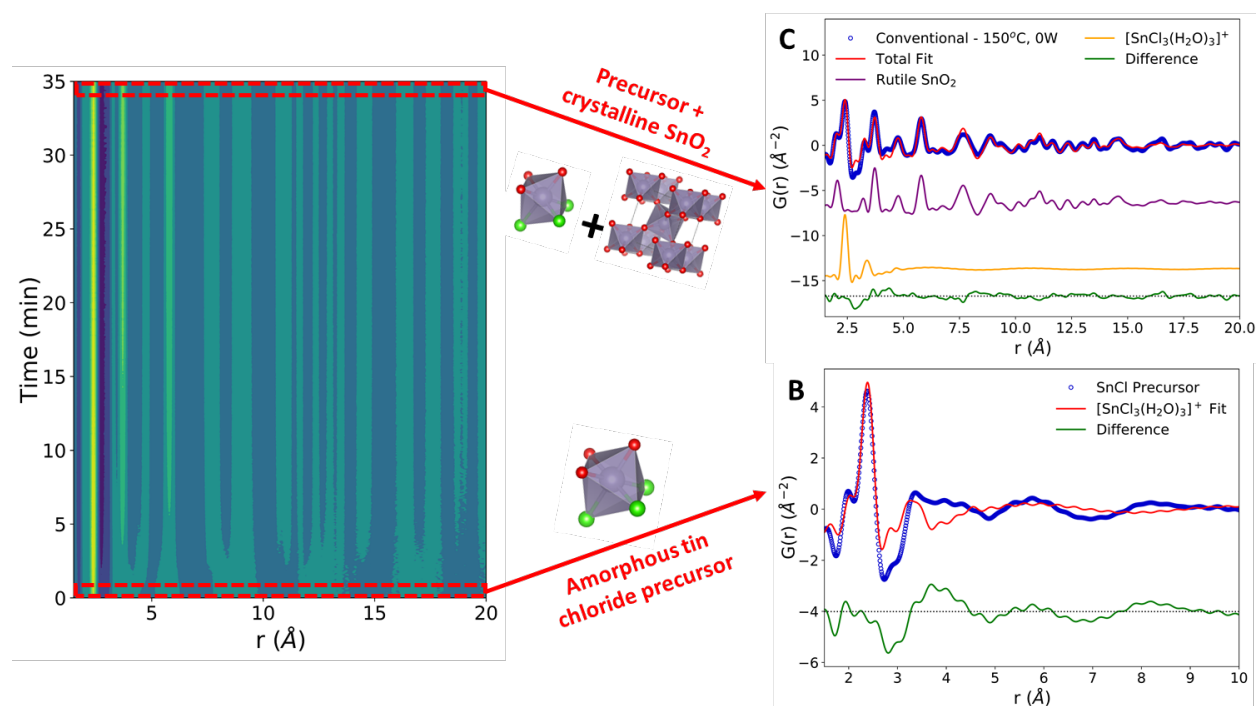 35
30
25
20
15
10
5
0
Time (min)
5
10
15
20
r (Å)
Precursor +
crystalline SnO₂
+
Amorphous tin
chloride precursor
C
Conventional - 150°C, 0W
Total Fit
Rutile SnO₂
[SnCl₃(H₂O)₃]⁺
Difference
10
5
0
−5
−10
−15
G(r) (Å⁻²)
2.5
5.0
7.5
10.0
12.5
15.0
17.5
20.0
r (Å)
B
SnCl Precursor
[SnCl₃(H₂O)₃]⁺ Fit
Difference
4
2
0
−2
−4
−6
G(r) (Å⁻²)
2
3
4
5
6
7
8
9
10
r (Å)